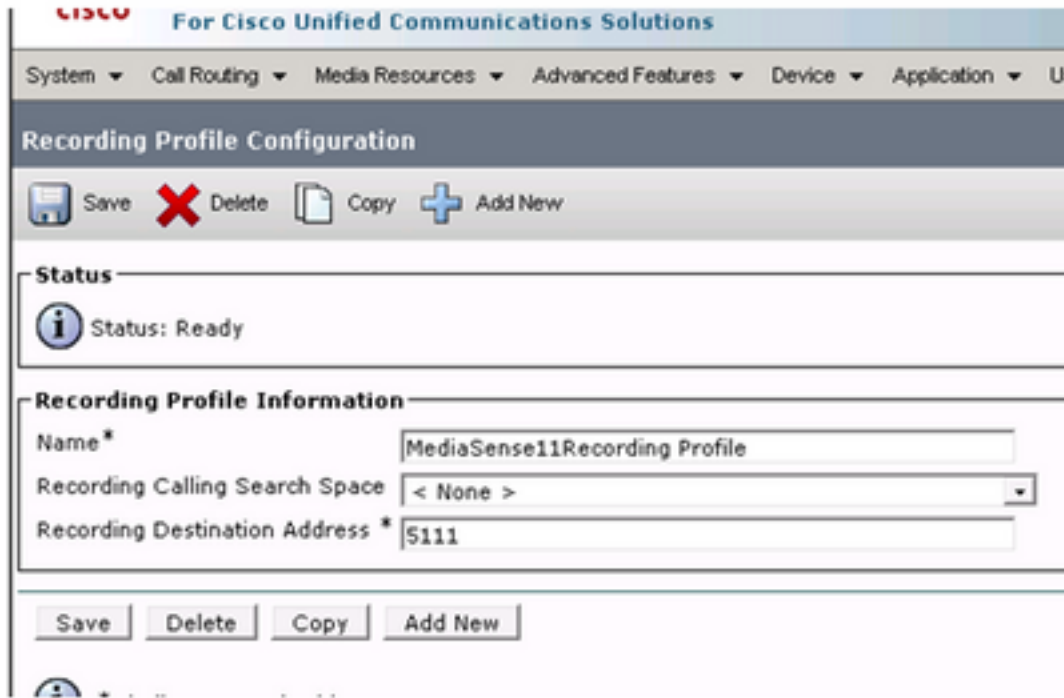 CISCO For Cisco Unified Communications Solutions
System Call Routing Media Resources Advanced Features Device Application U
Recording Profile Configuration
Save Delete Copy Add New
Status
i Status: Ready
Recording Profile Information
Name* MediaSense11Recording Profile
Recording Calling Search Space < None >
Recording Destination Address * 5111
Save Delete Copy Add New